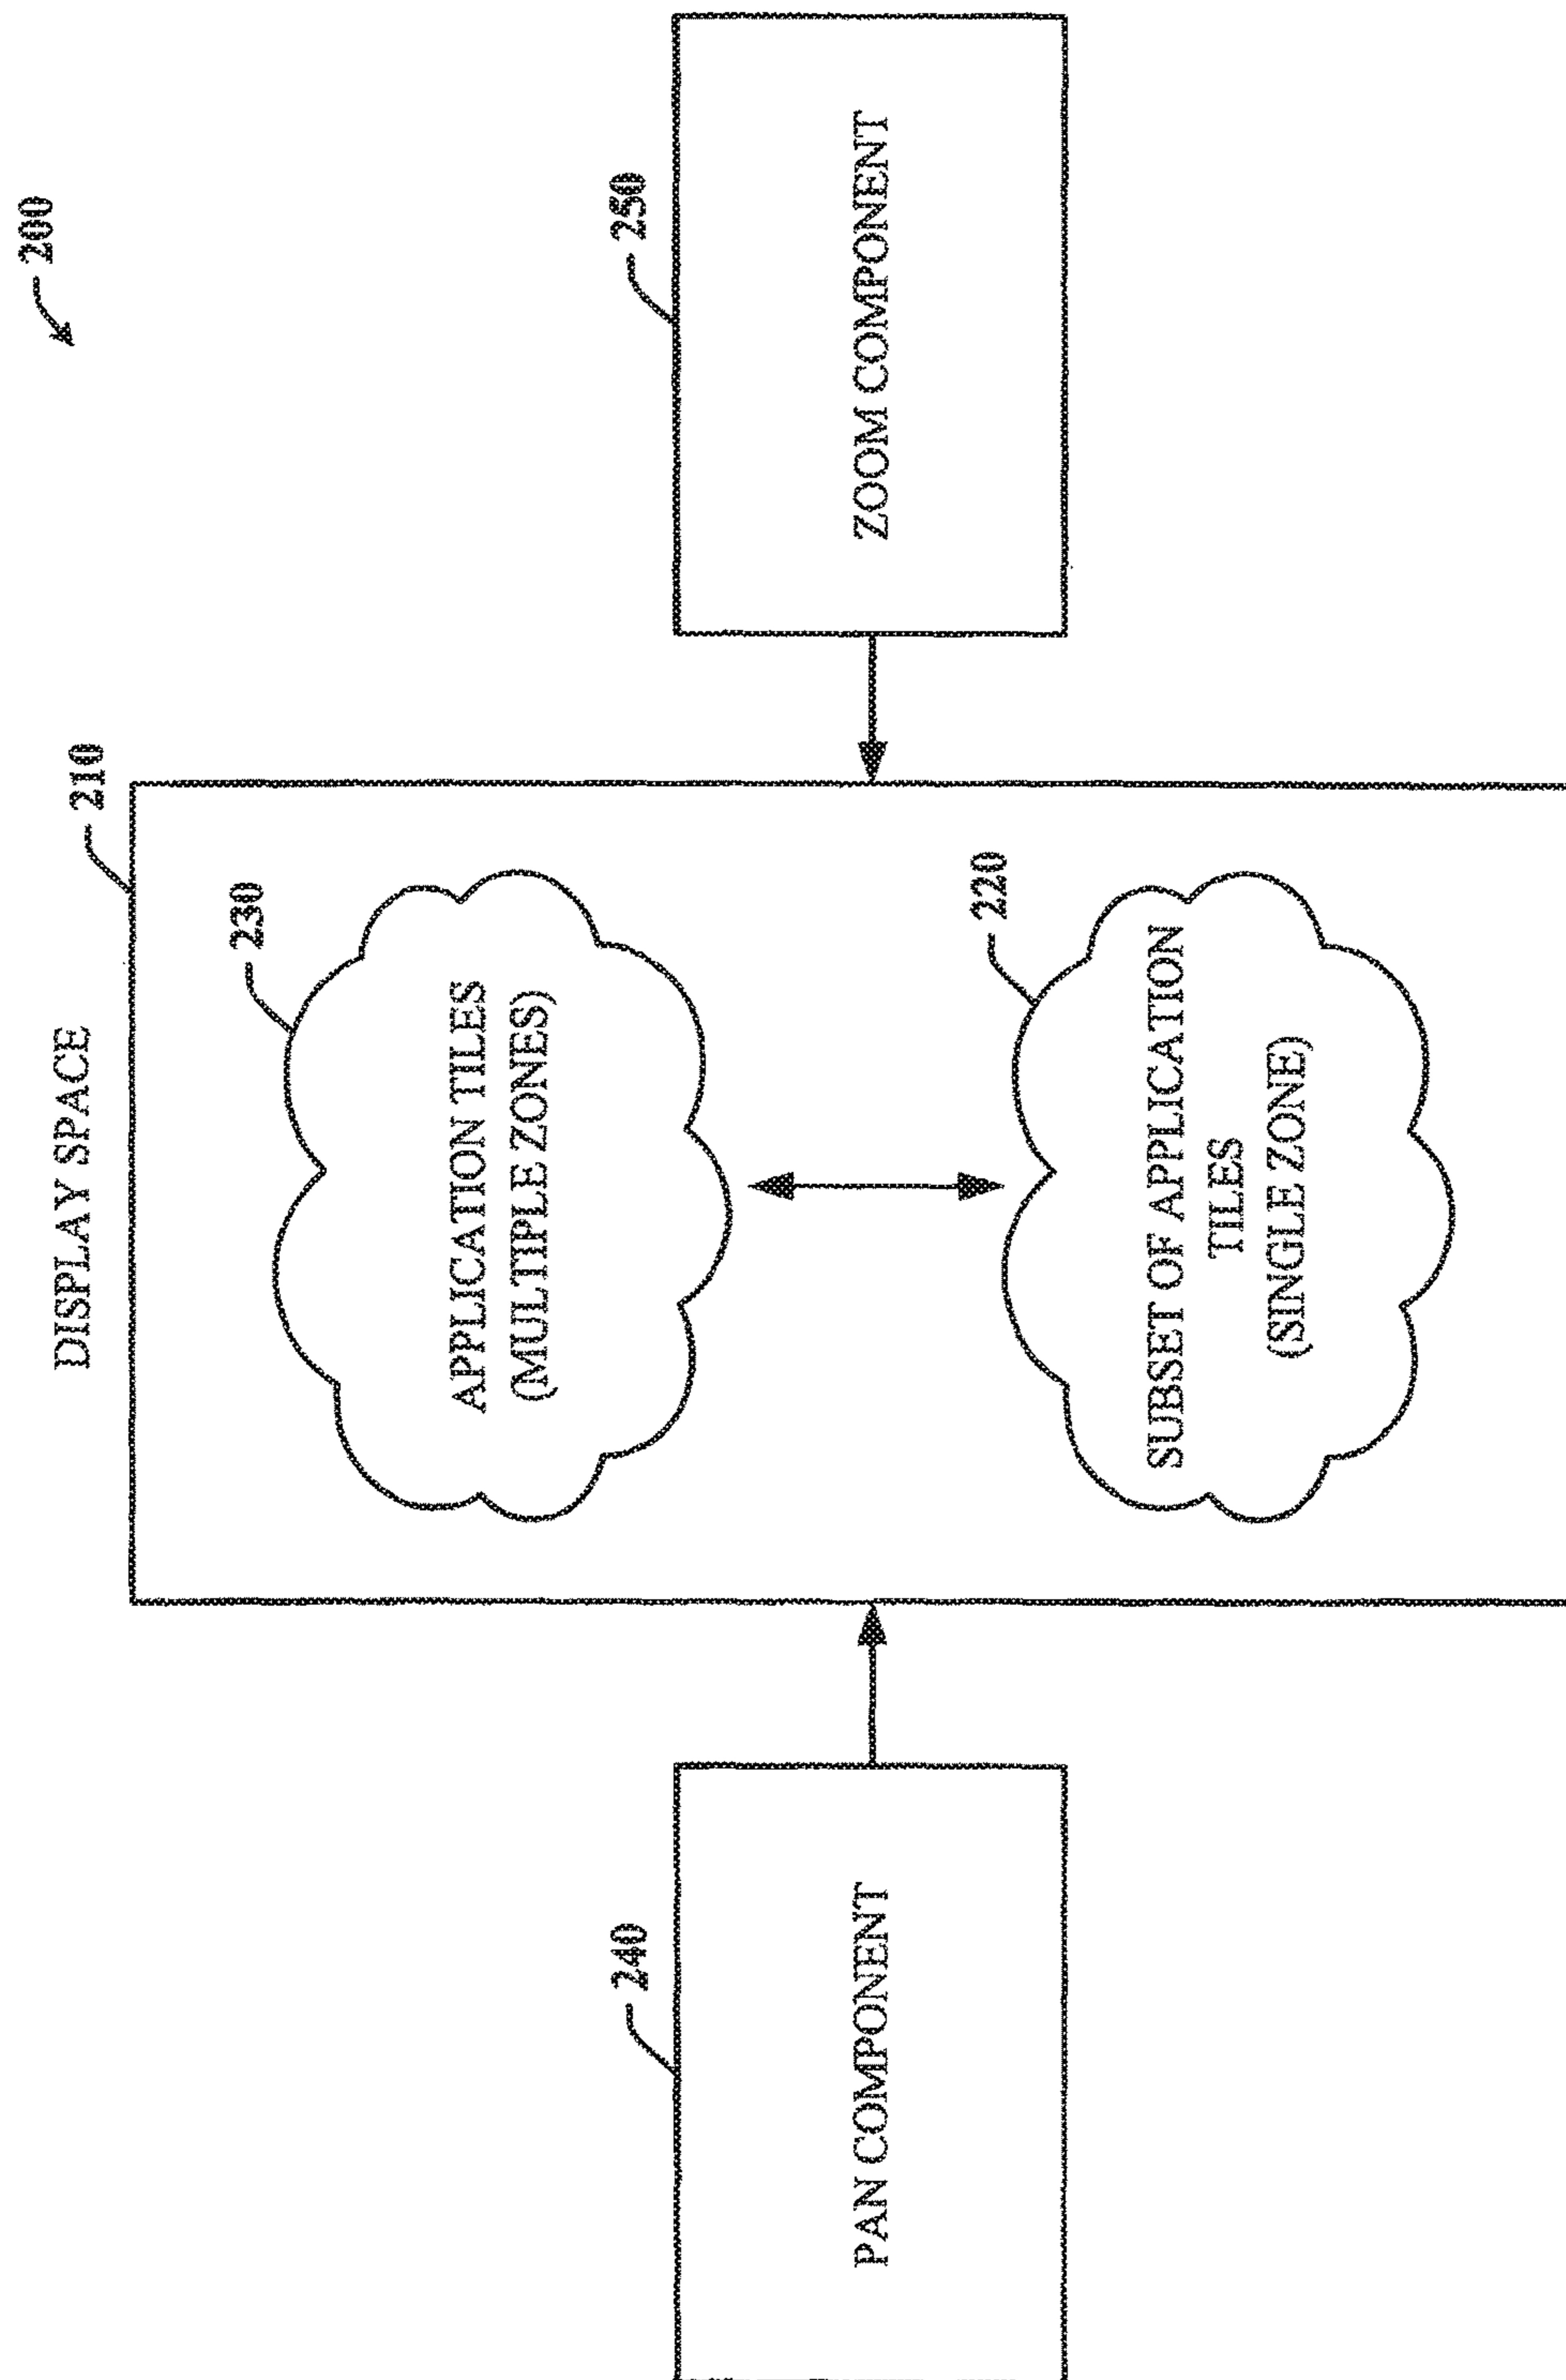 200
DISPLAY SPACE
210
230
APPLICATION TILES
(MULTIPLE ZONES)
240
PAN COMPONENT
250
ZOOM COMPONENT
220
SUBSET OF APPLICATION
TILES
(SINGLE ZONE)